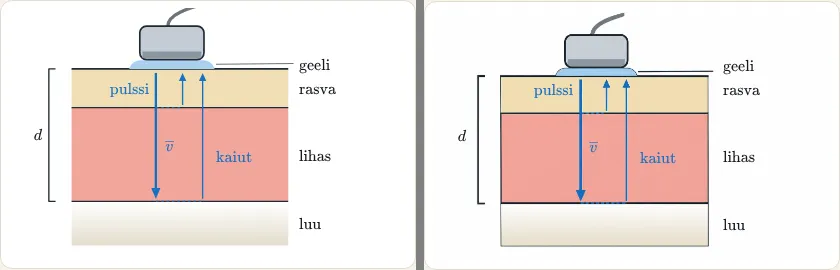 geeli
pulssi
rasva
d
v̅
kaiut
lihas
luu
geeli
pulssi
rasva
d
v̅
kaiut
lihas
luu